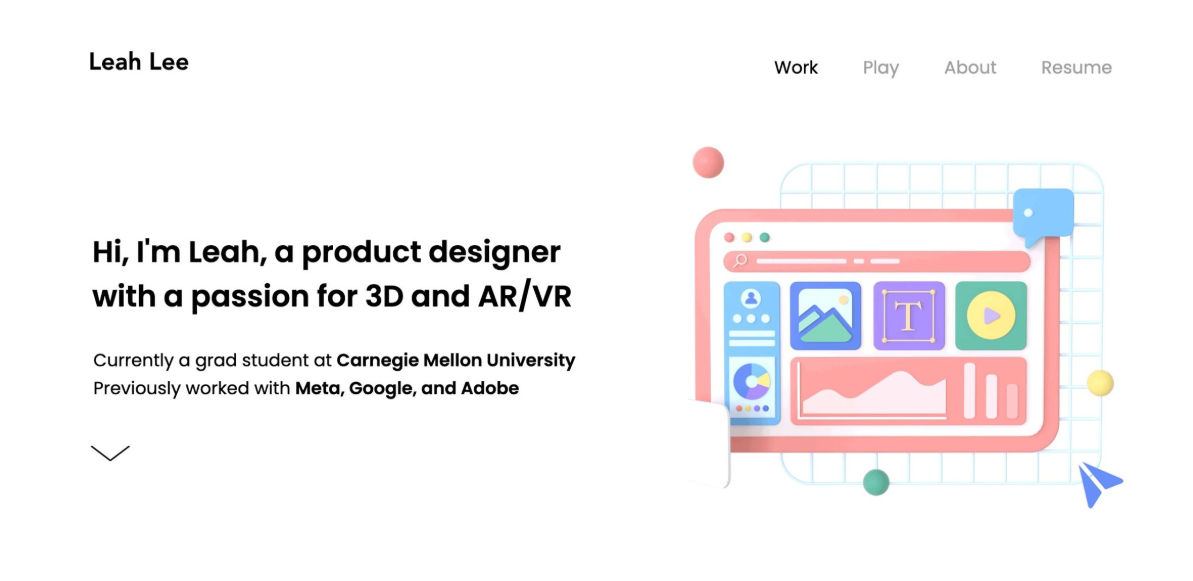 Leah Lee
Work Play About Resume
Hi, I'm Leah, a product designer
with a passion for 3D and AR/VR
Currently a grad student at Carnegie Mellon University
Previously worked with Meta, Google, and Adobe
T